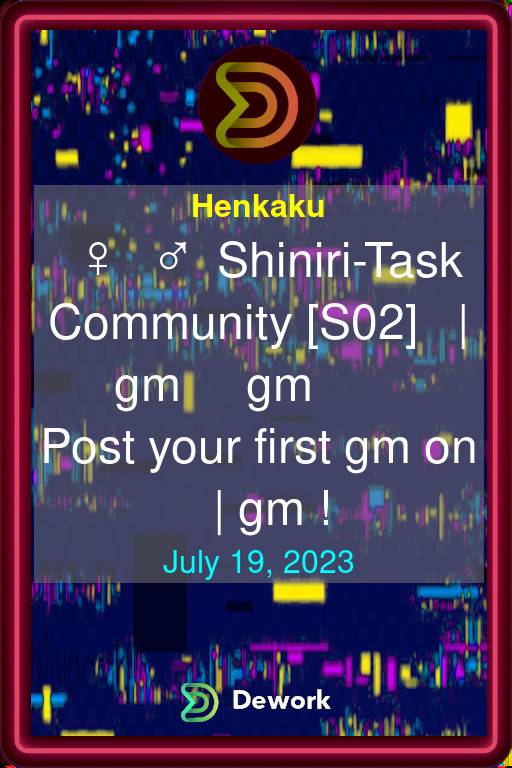 Henkaku
♀ ♂ Shiniri-Task
Community [S02] |
gm gm
Post your first gm on
| gm !
July 19, 2023
Dework